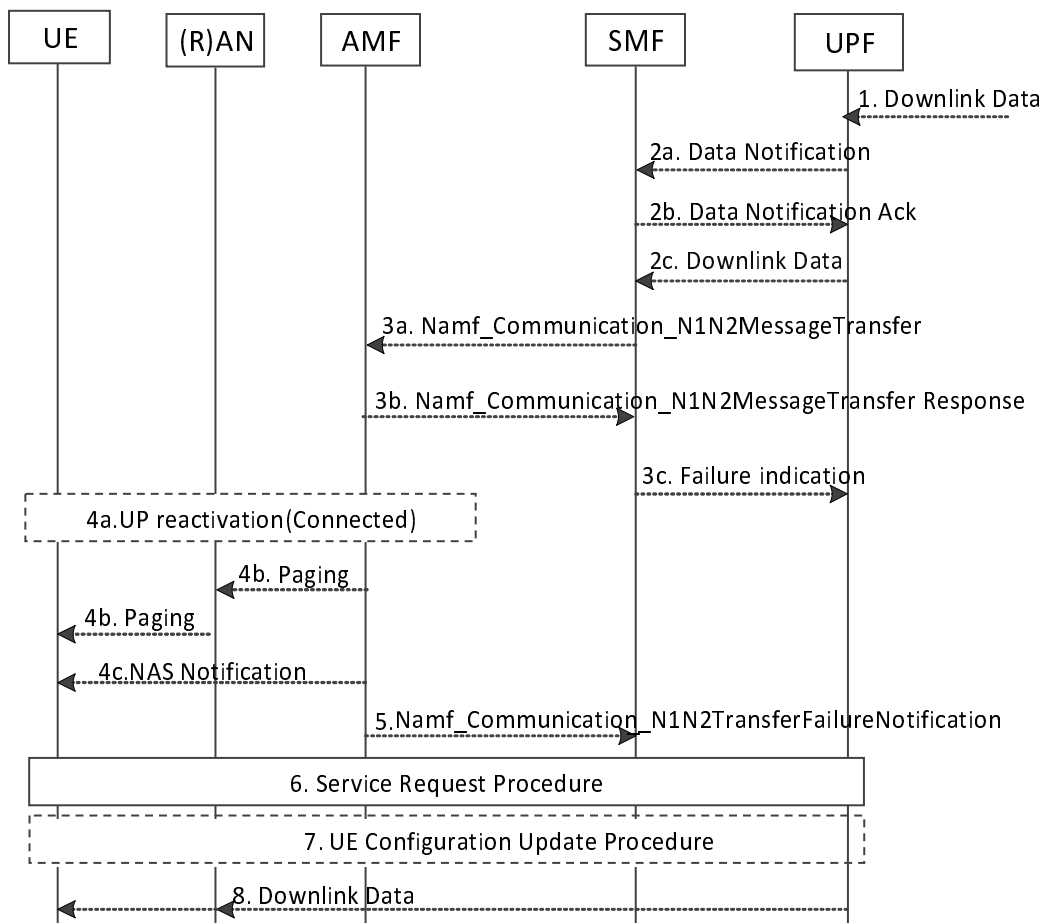 UE
(R)AN
AMF
SMF
UPF
1. Downlink Data
2a. Data Notification
2b. Data Notification Ack
2c. Downlink Data
3a. Namf_Communication_N1N2MessageTransfer
3b. Namf_Communication_N1N2MessageTransfer Response
3c. Failure indication
4a.UP reactivation(Connected)
4b. Paging
4b. Paging
4c.NAS Notification
5.Namf_Communication_N1N2TransferFailureNotification
6. Service Request Procedure
7. UE Configuration Update Procedure
8. Downlink Data